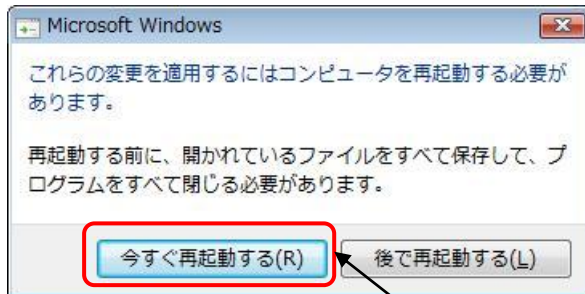 Microsoft Windows
これらの変更を適用するにはコンピュータを再起動する必要が
あります。
再起動する前に、開かれているファイルをすべて保存して、プ
ログラムをすべて閉じる必要があります。
今すぐ再起動する(R) 後で再起動する(L)